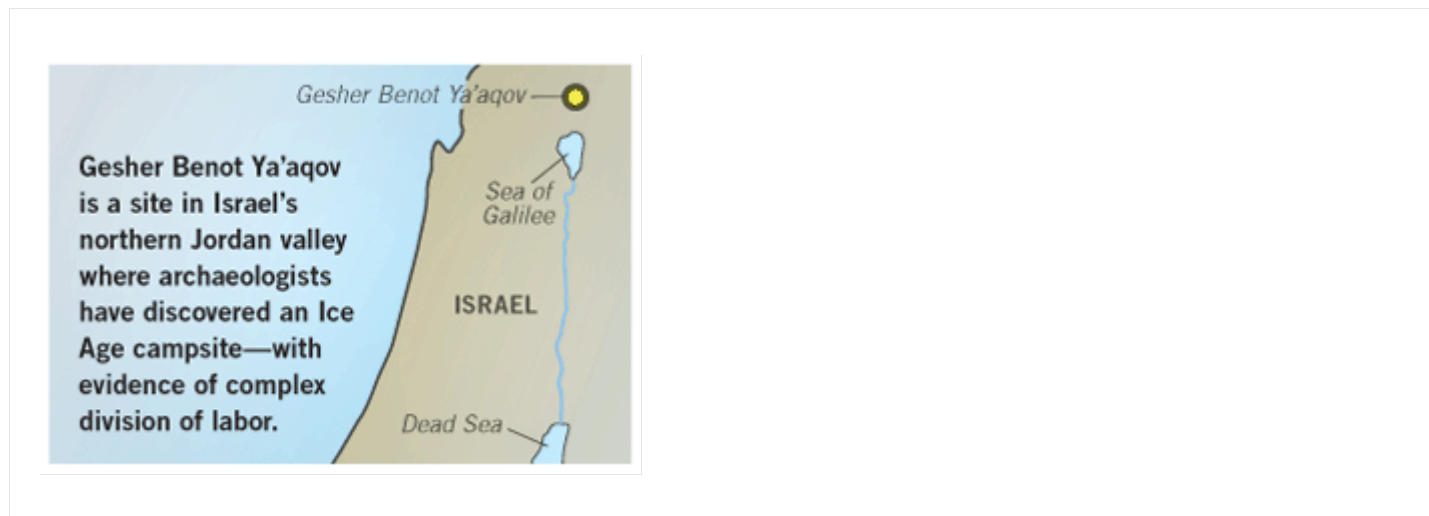 Gesher Benot Ya'aqov
Gesher Benot Ya'aqov
is a site in Israel's
northern Jordan valley
where archaeologists
have discovered an Ice
Age campsite—with
evidence of complex
division of labor.
Sea of
Galilee
ISRAEL
Dead Sea